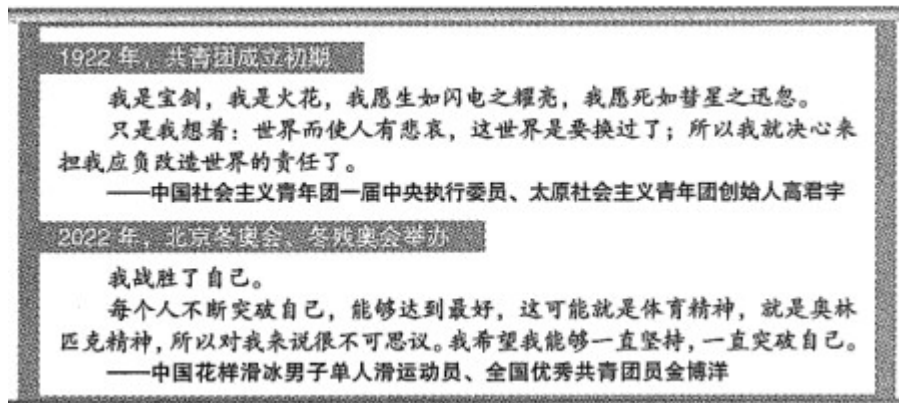 1922 年，共青团成立初期
我是宝剑，我是火花，我愿生如闪电之耀亮，我愿死如彗星之迅忽。
只是我想着：世界而使人有悲哀，这世界是要换过了；所以我就决心来
担我应负改造世界的责任了。
——中国社会主义青年团一届中央执行委员、太原社会主义青年团创始人高君宇
2022 年，北京冬奥会、冬残奥会举办
我战胜了自己。
每个人不断突破自己，能够达到最好，这可能就是体育精神，就是奥林
匹克精神，所以对我来说很不可思议。我希望我能够一直坚持，一直突破自己。
——中国花样滑冰男子单人滑运动员、全国优秀共青团员金博洋